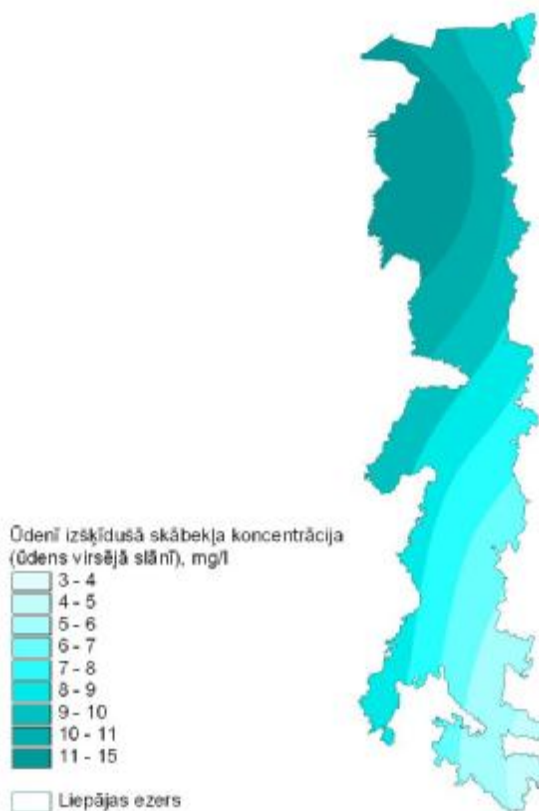 Ūdenī izšķīdušā skābekļa koncentrācija
(ūdens virsējā slānī), mg/l
3 - 4
4 - 5
5 - 6
6 - 7
7 - 8
8 - 9
9 - 10
10 - 11
11 - 15
Liepājas ezers